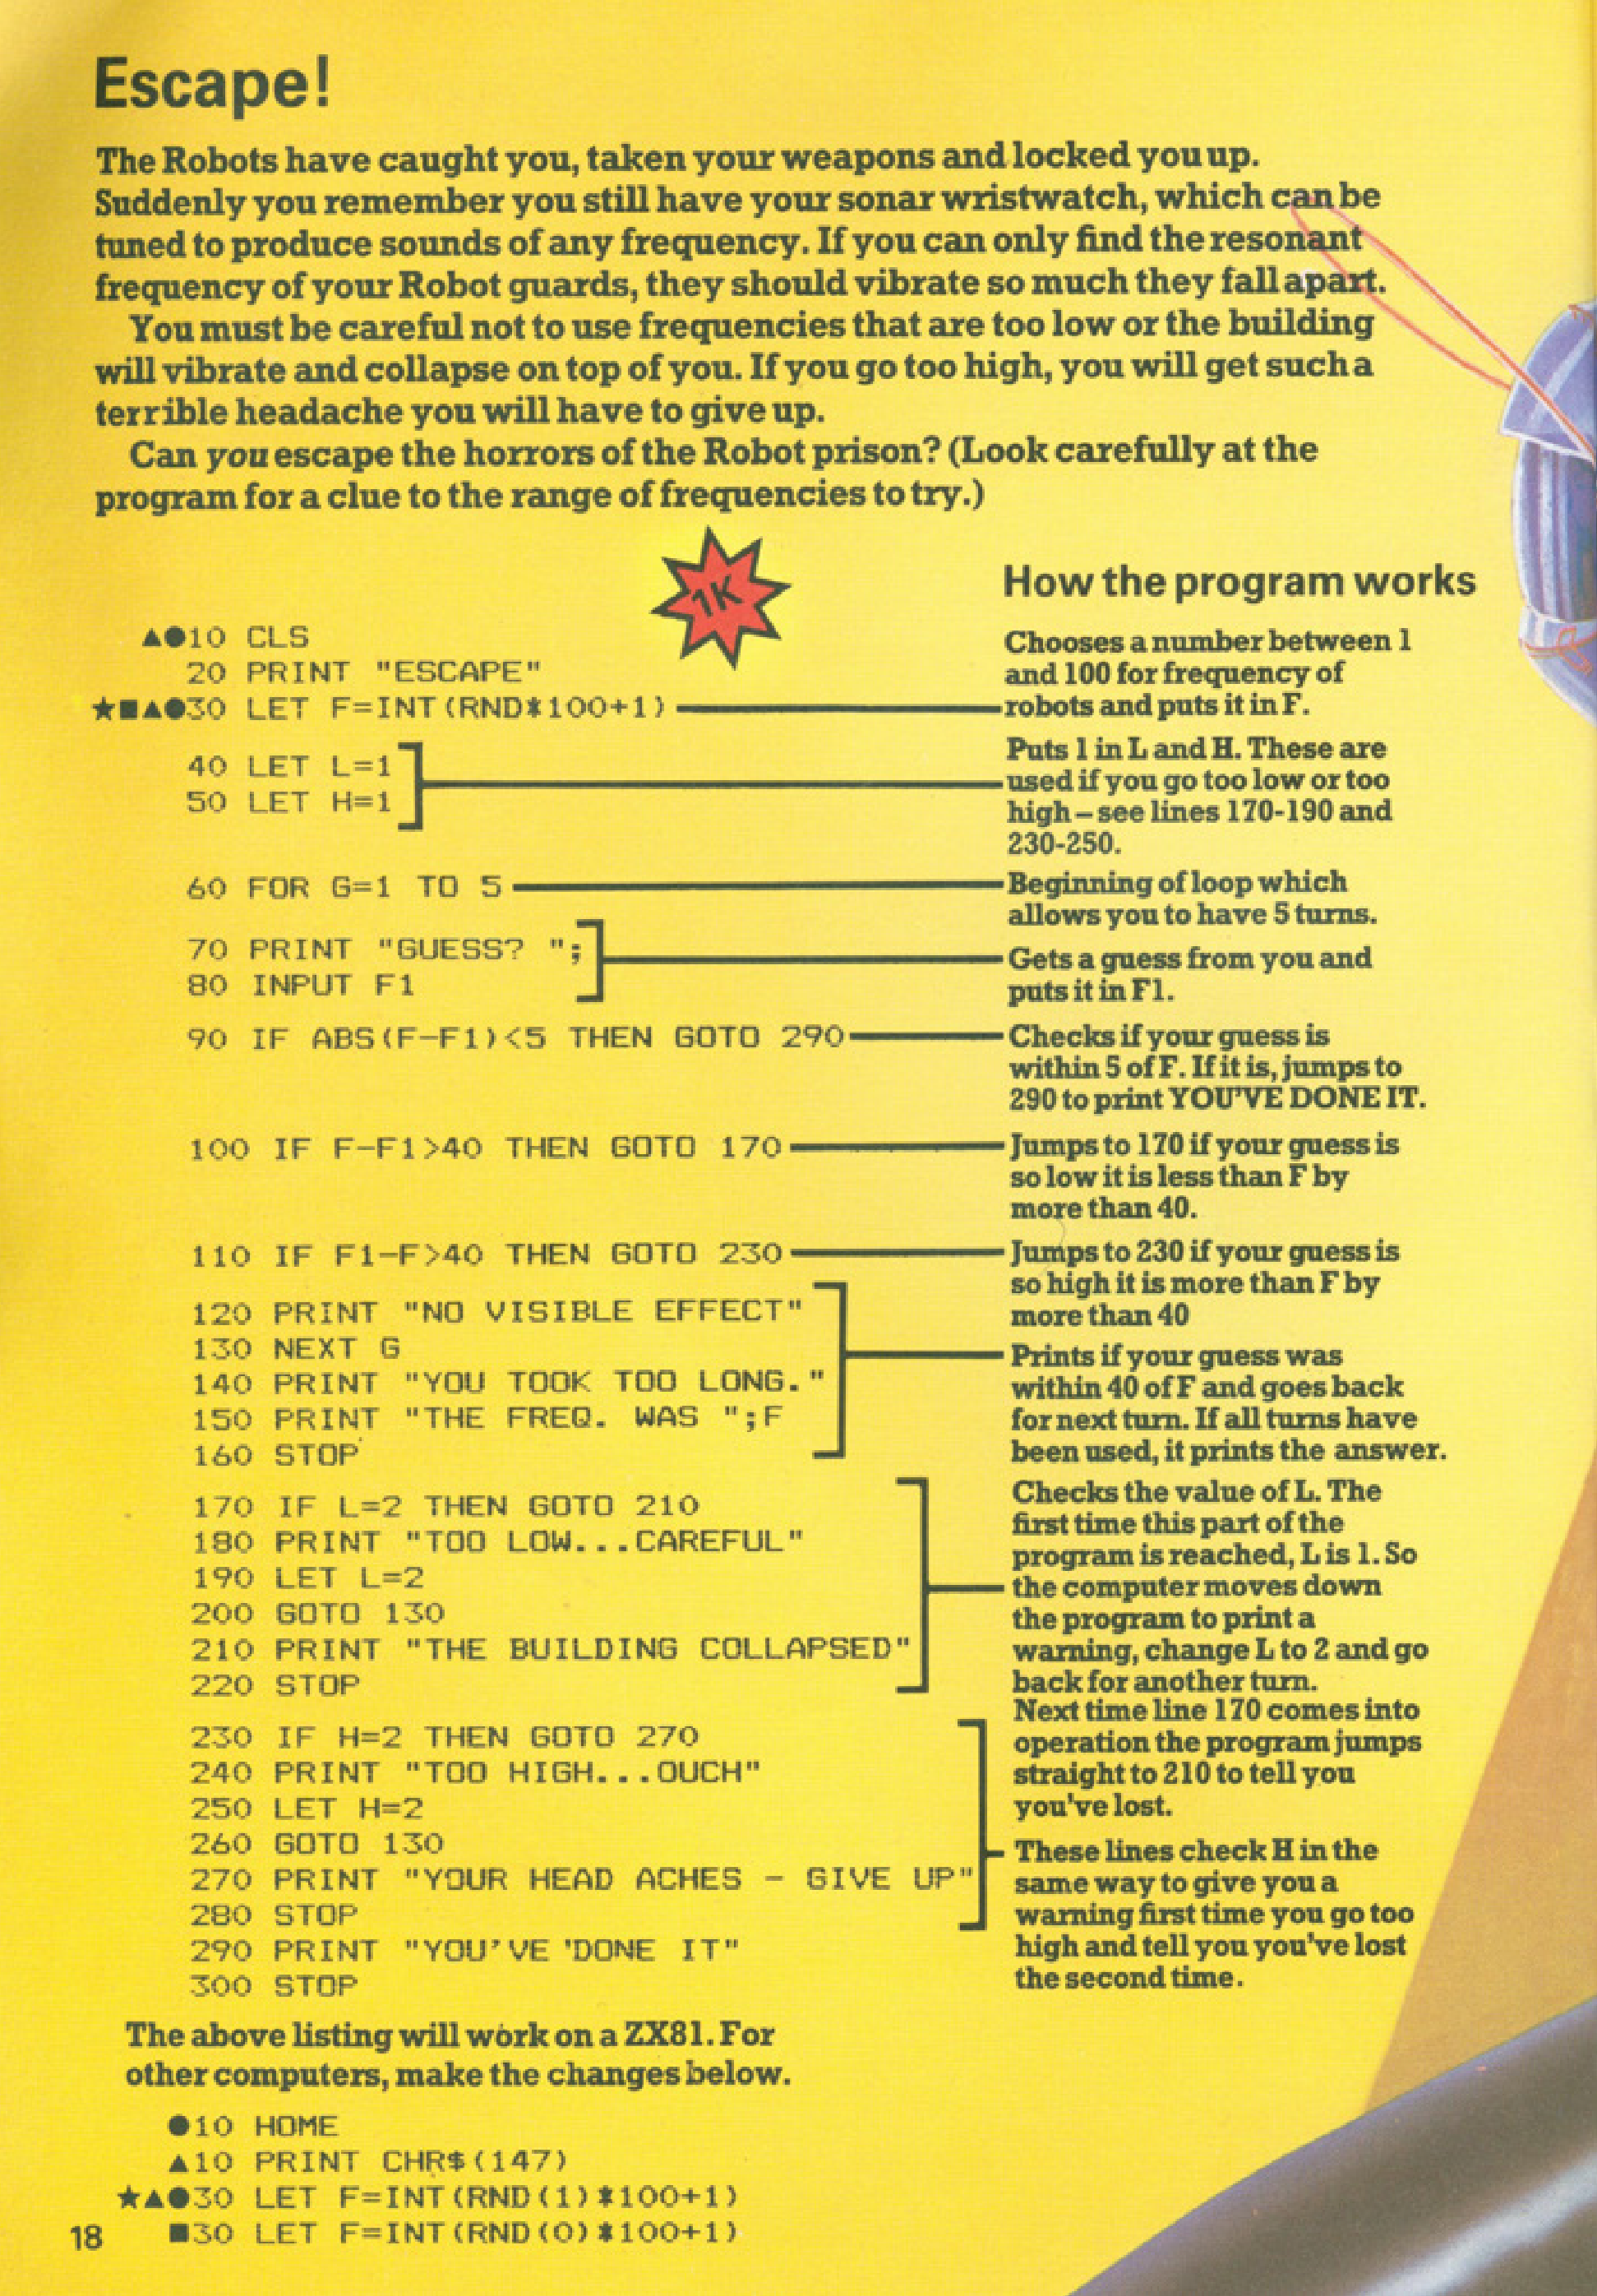 Escape!
The Robots have caught you, taken your weapons and locked you up.
Suddenly you remember you still have your sonar wristwatch, which can be
tuned to produce sounds of any frequency. If you can only find the resonant
frequency of your Robot guards, they should vibrate so much they fall apart.
You must be careful not to use frequencies that are too low or the building
will vibrate and collapse on top of you. If you go too high, you will get such a
terrible headache you will have to give up.
Can you escape the horrors of the Robot prison? (Look carefully at the
program for a clue to the range of frequencies to try.)
1K
▲●10 CLS
20 PRINT "ESCAPE"
★■▲●30 LET F=INT(RND*100+1)
40 LET L=1
50 LET H=1
60 FOR G=1 TO 5
70 PRINT "GUESS? ";
80 INPUT F1
90 IF ABS(F-F1)<5 THEN GOTO 290
100 IF F-F1>40 THEN GOTO 170
110 IF F1-F>40 THEN GOTO 230
120 PRINT "NO VISIBLE EFFECT"
130 NEXT G
140 PRINT "YOU TOOK TOO LONG."
150 PRINT "THE FREQ. WAS ";F
160 STOP
170 IF L=2 THEN GOTO 210
180 PRINT "TOO LOW...CAREFUL"
190 LET L=2
200 GOTO 130
210 PRINT "THE BUILDING COLLAPSED"
220 STOP
230 IF H=2 THEN GOTO 270
240 PRINT "TOO HIGH...OUCH"
250 LET H=2
260 GOTO 130
270 PRINT "YOUR HEAD ACHES - GIVE UP"
280 STOP
290 PRINT "YOU'VE 'DONE IT"
300 STOP
How the program works
Chooses a number between 1
and 100 for frequency of
robots and puts it in F.
Puts 1 in L and H. These are
used if you go too low or too
high – see lines 170-190 and
230-250.
Beginning of loop which
allows you to have 5 turns.
Gets a guess from you and
puts it in F1.
Checks if your guess is
within 5 of F. If it is, jumps to
290 to print YOU'VE DONE IT.
Jumps to 170 if your guess is
so low it is less than F by
more than 40.
Jumps to 230 if your guess is
so high it is more than F by
more than 40
Prints if your guess was
within 40 of F and goes back
for next turn. If all turns have
been used, it prints the answer.
Checks the value of L. The
first time this part of the
program is reached, L is 1. So
the computer moves down
the program to print a
warning, change L to 2 and go
back for another turn.
Next time line 170 comes into
operation the program jumps
straight to 210 to tell you
you've lost.
These lines check H in the
same way to give you a
warning first time you go too
high and tell you you've lost
the second time.
The above listing will work on a ZX81. For
other computers, make the changes below.
●10 HOME
▲10 PRINT CHR$(147)
★▲●30 LET F=INT(RND(1)*100+1)
■30 LET F=INT(RND(0)*100+1)
18